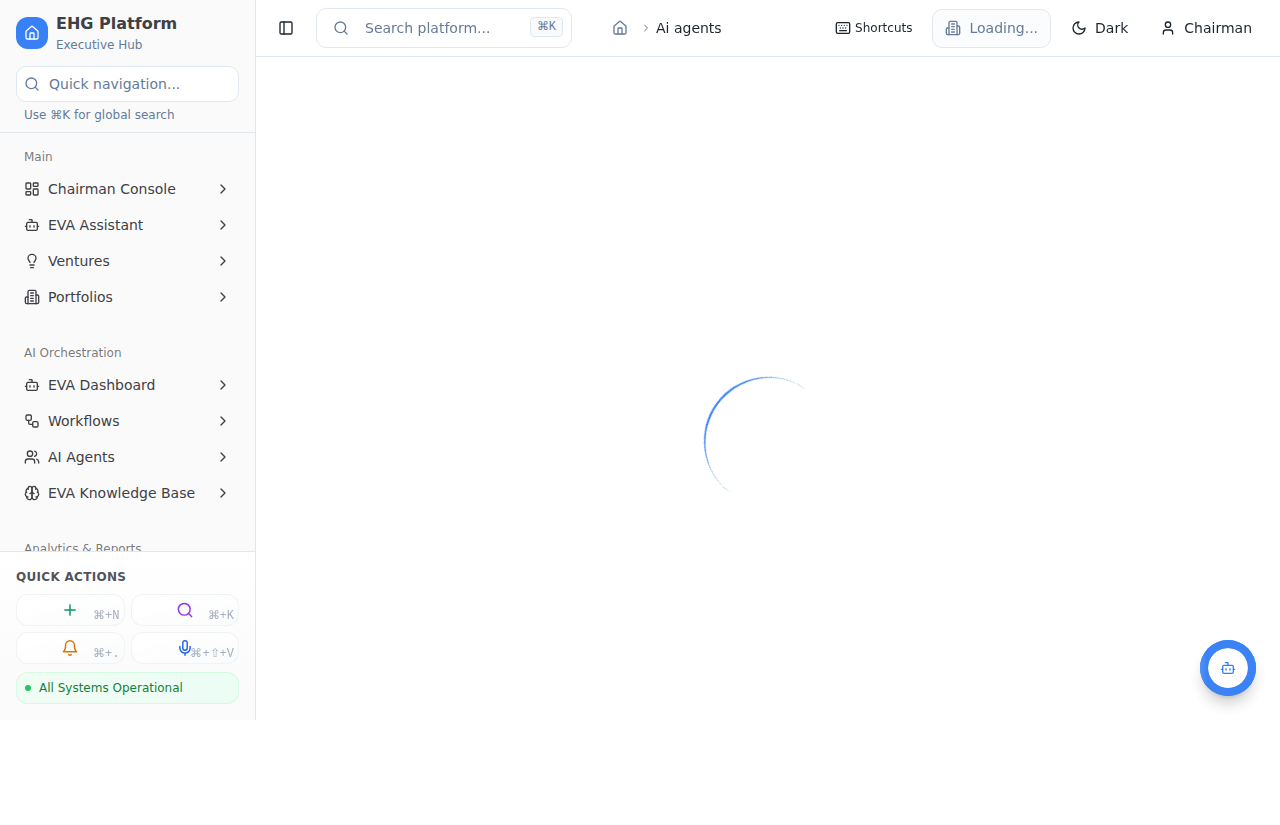 EHG Platform
Executive Hub
Quick navigation...
Use ⌘K for global search
Main
Chairman Console
EVA Assistant
Ventures
Portfolios
AI Orchestration
EVA Dashboard
Workflows
AI Agents
EVA Knowledge Base
Analytics & Reports
QUICK ACTIONS
⌘+N
⌘+K
⌘+.
⌘+⇧+V
All Systems Operational
Search platform...
⌘K
Ai agents
Shortcuts
Loading...
Dark
Chairman